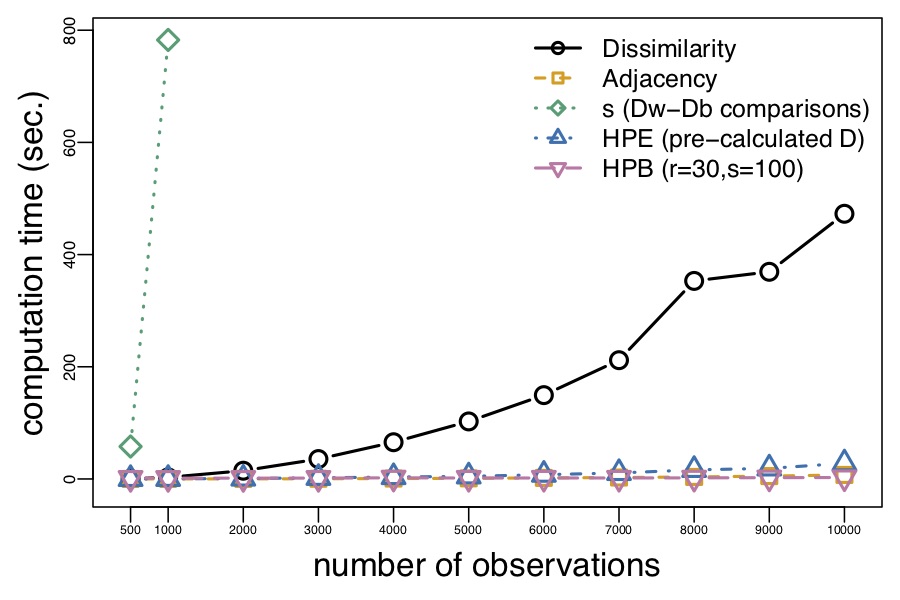 Dissimilarity
Adjacency
s (Dw−Db comparisons)
HPE (pre−calculated D)
HPB (r=30,s=100)
computation time (sec.)
800
600
400
200
0
500 1000 2000 3000 4000 5000 6000 7000 8000 9000 10000
number of observations